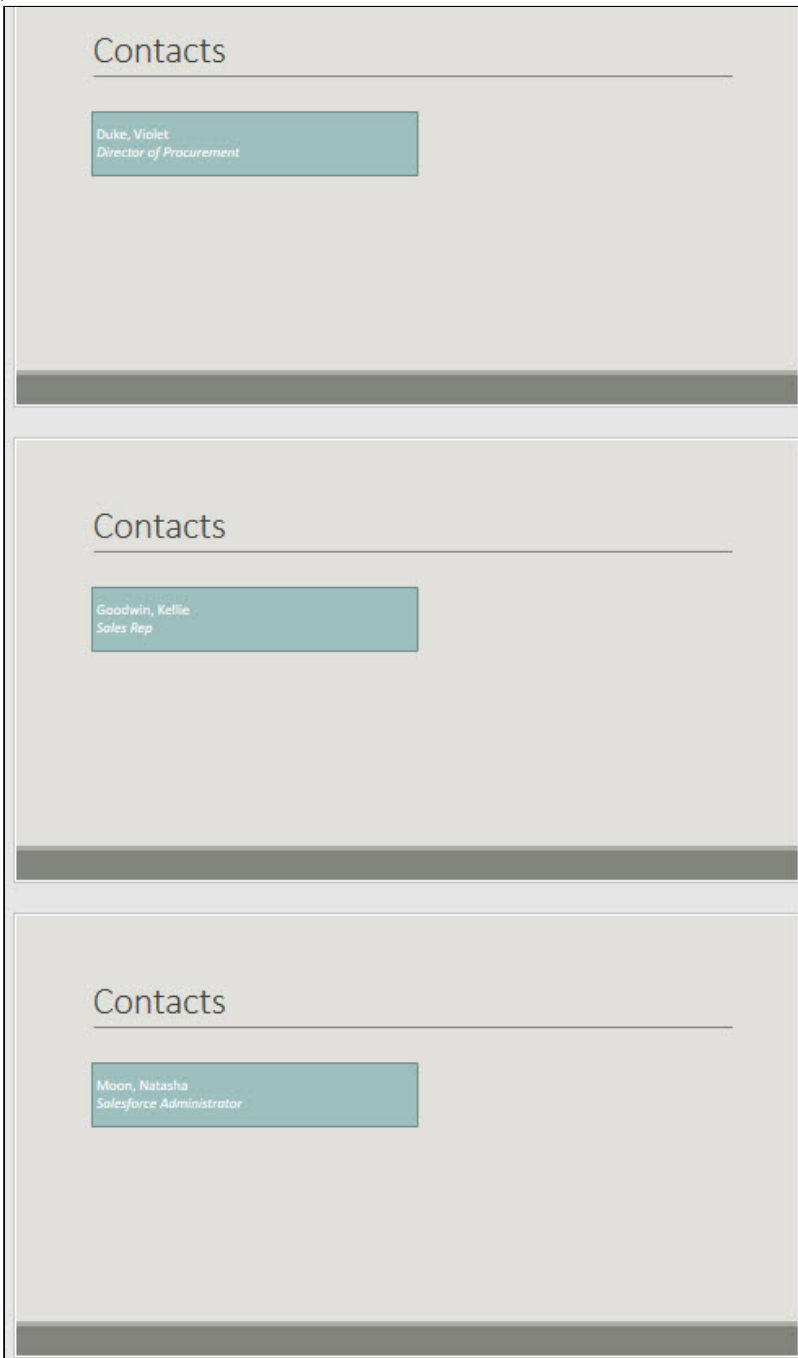 Contacts
Duke, Violet
Director of Procurement
Contacts
Goodwin, Kellie
Sales Rep
Contacts
Moon, Natasha
Salesforce Administrator